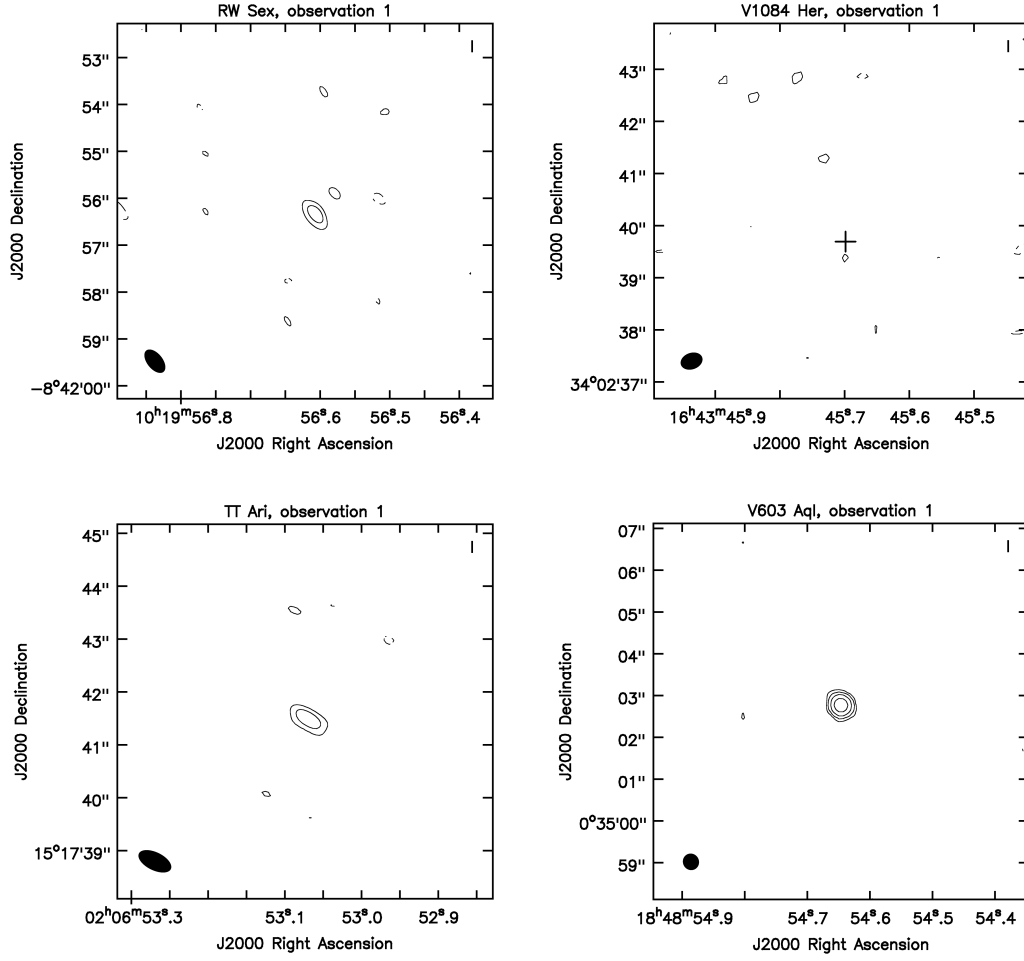 RW Sex, observation 1
I
53"
54"
55"
56"
57"
58"
59"
−8°42'00"
J2000 Declination
10ʰ19ᵐ56ˢ.8
56ˢ.6
56ˢ.5
56ˢ.4
J2000 Right Ascension
V1084 Her, observation 1
I
43"
42"
41"
40"
39"
38"
34°02'37"
J2000 Declination
16ʰ43ᵐ45ˢ.9
45ˢ.7
45ˢ.6
45ˢ.5
J2000 Right Ascension
TT Ari, observation 1
I
45"
44"
43"
42"
41"
40"
15°17'39"
J2000 Declination
02ʰ06ᵐ53ˢ.3
53ˢ.1
53ˢ.0
52ˢ.9
J2000 Right Ascension
V603 Aql, observation 1
I
07"
06"
05"
04"
03"
02"
01"
0°35'00"
59"
J2000 Declination
18ʰ48ᵐ54ˢ.9
54ˢ.7
54ˢ.6
54ˢ.5
54ˢ.4
J2000 Right Ascension